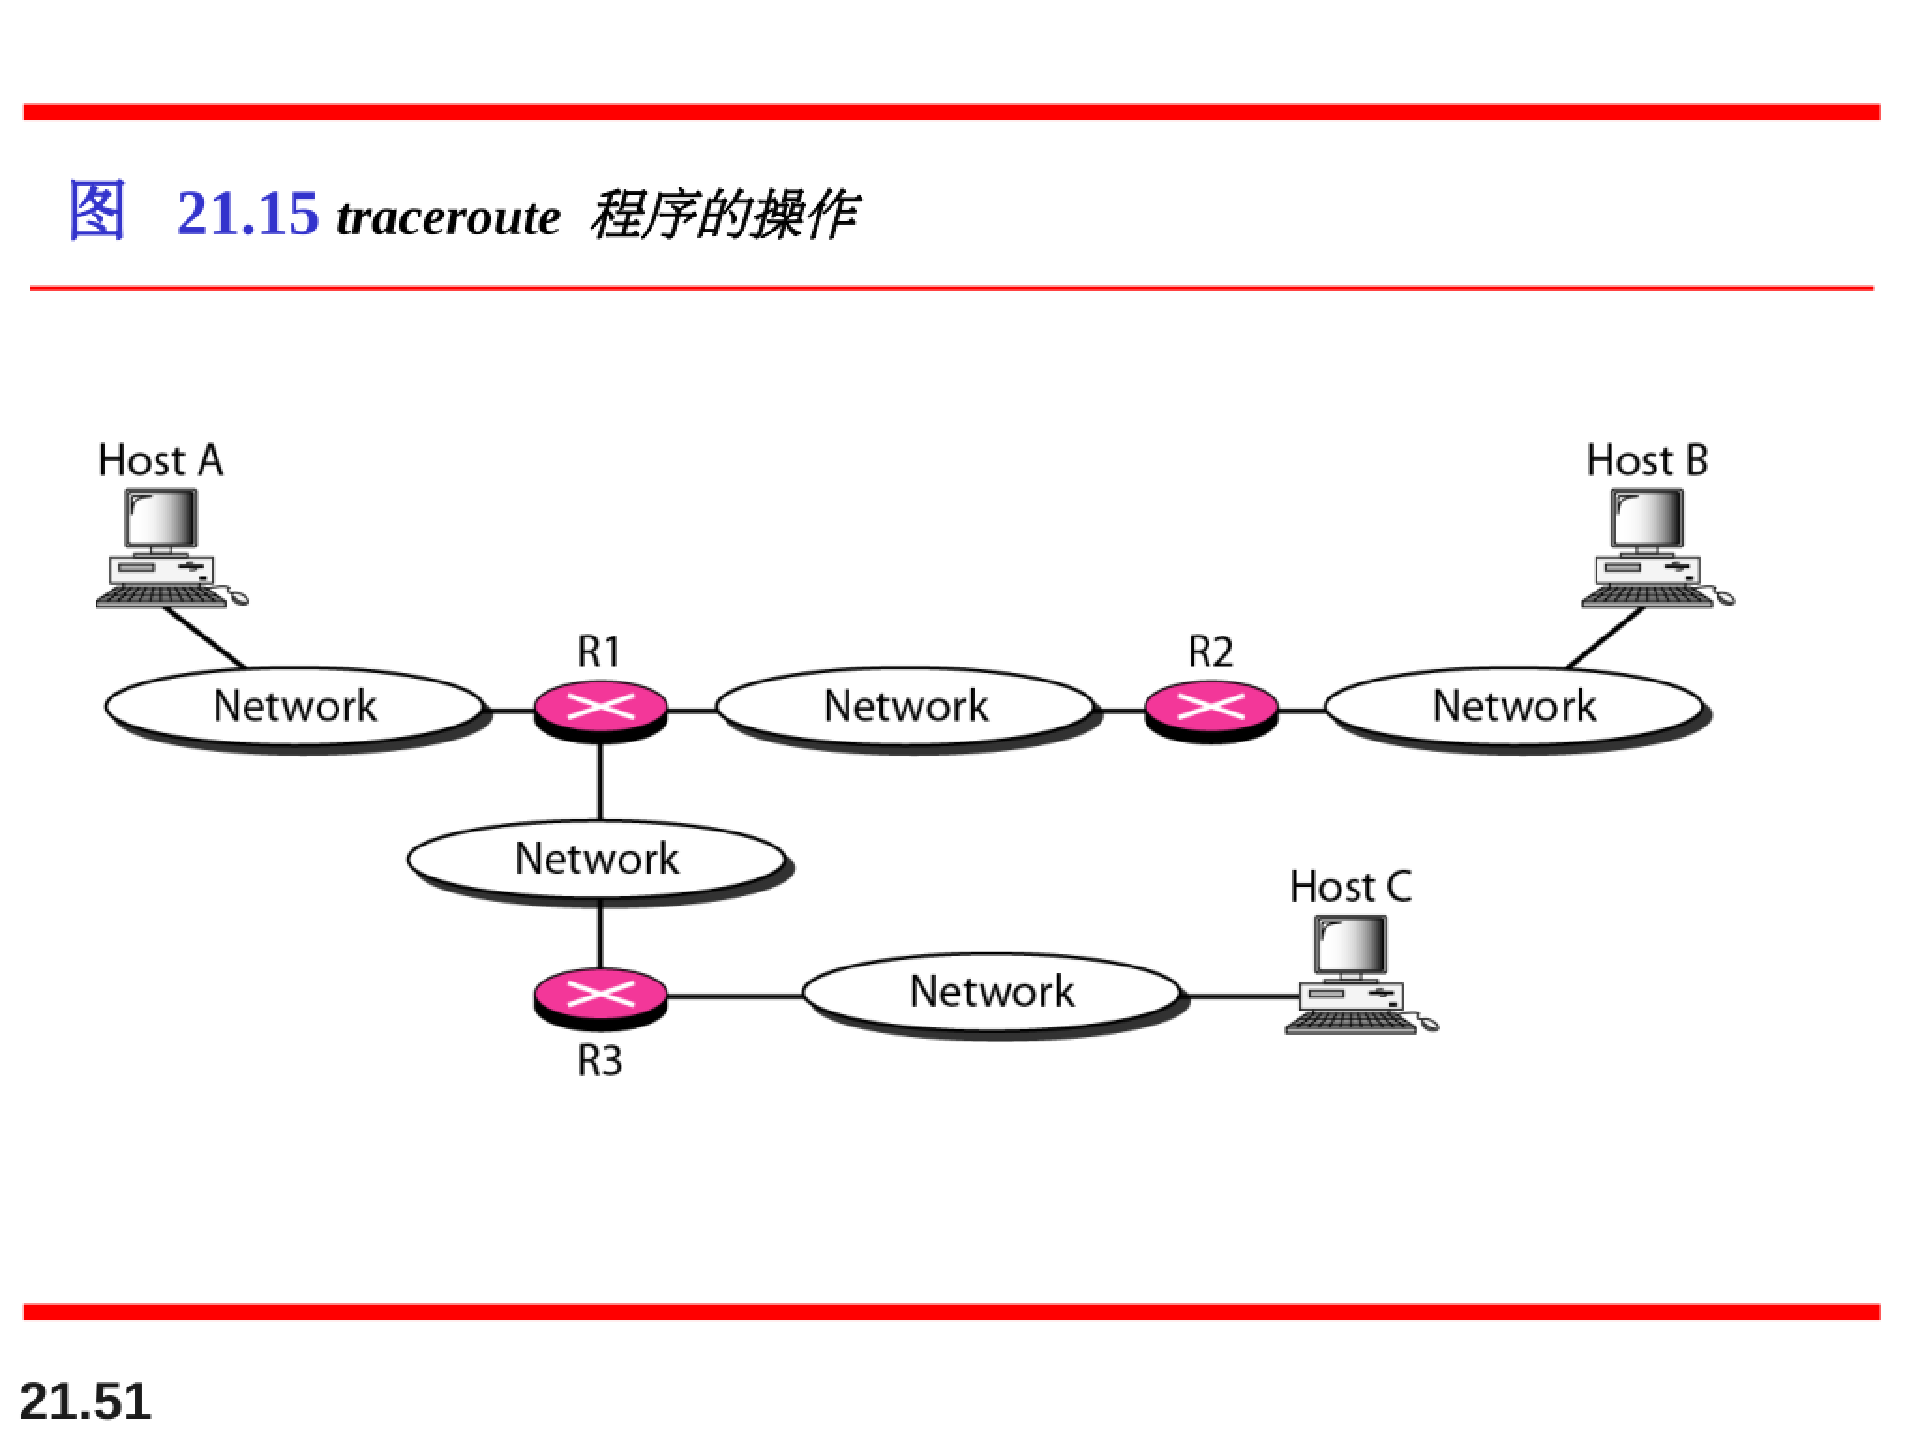 图 21.15 traceroute 程序的操作
Host A
Host B
R1
R2
Network
Network
Network
Network
Host C
Network
R3
21.51